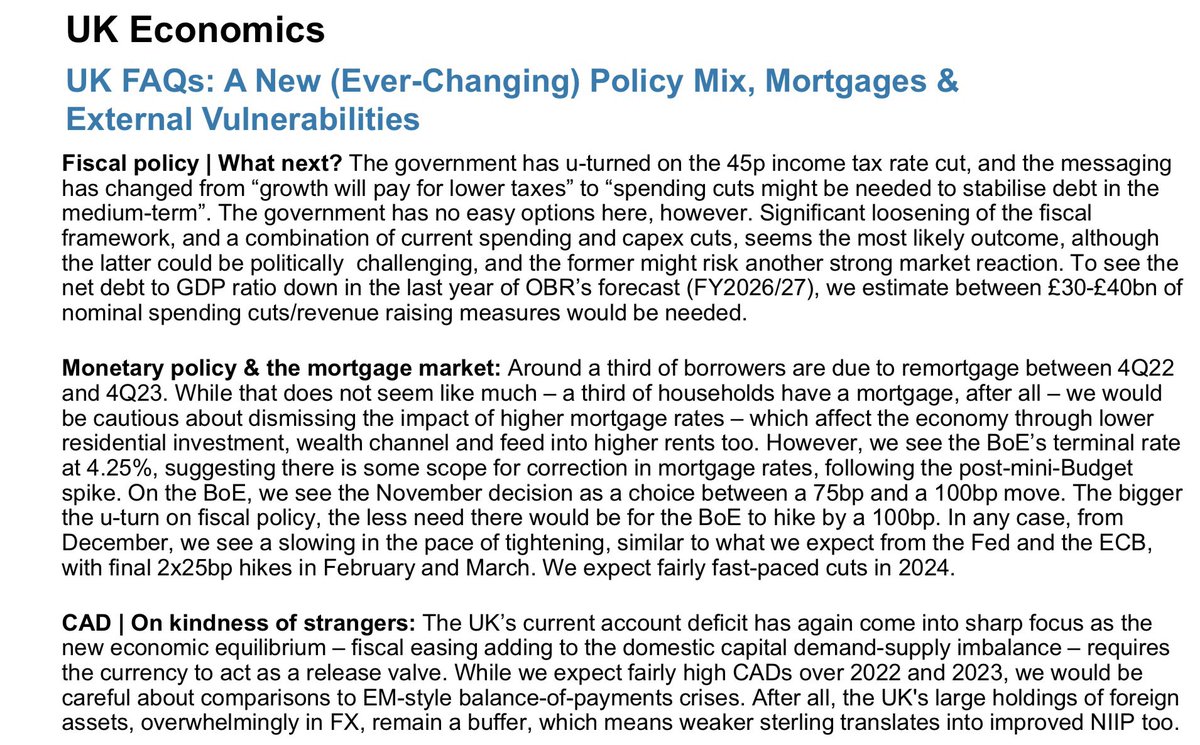 UK Economics
UK FAQs: A New (Ever-Changing) Policy Mix, Mortgages &
External Vulnerabilities
Fiscal policy | What next? The government has u-turned on the 45p income tax rate cut, and the messaging
has changed from “growth will pay for lower taxes” to “spending cuts might be needed to stabilise debt in the
medium-term”. The government has no easy options here, however. Significant loosening of the fiscal
framework, and a combination of current spending and capex cuts, seems the most likely outcome, although
the latter could be politically  challenging, and the former might risk another strong market reaction. To see the
net debt to GDP ratio down in the last year of OBR’s forecast (FY2026/27), we estimate between £30-£40bn of
nominal spending cuts/revenue raising measures would be needed.
Monetary policy & the mortgage market: Around a third of borrowers are due to remortgage between 4Q22
and 4Q23. While that does not seem like much – a third of households have a mortgage, after all – we would
be cautious about dismissing the impact of higher mortgage rates – which affect the economy through lower
residential investment, wealth channel and feed into higher rents too. However, we see the BoE’s terminal rate
at 4.25%, suggesting there is some scope for correction in mortgage rates, following the post-mini-Budget
spike. On the BoE, we see the November decision as a choice between a 75bp and a 100bp move. The bigger
the u-turn on fiscal policy, the less need there would be for the BoE to hike by a 100bp. In any case, from
December, we see a slowing in the pace of tightening, similar to what we expect from the Fed and the ECB,
with final 2x25bp hikes in February and March. We expect fairly fast-paced cuts in 2024.
CAD | On kindness of strangers: The UK’s current account deficit has again come into sharp focus as the
new economic equilibrium – fiscal easing adding to the domestic capital demand-supply imbalance – requires
the currency to act as a release valve. While we expect fairly high CADs over 2022 and 2023, we would be
careful about comparisons to EM-style balance-of-payments crises. After all, the UK's large holdings of foreign
assets, overwhelmingly in FX, remain a buffer, which means weaker sterling translates into improved NIIP too.